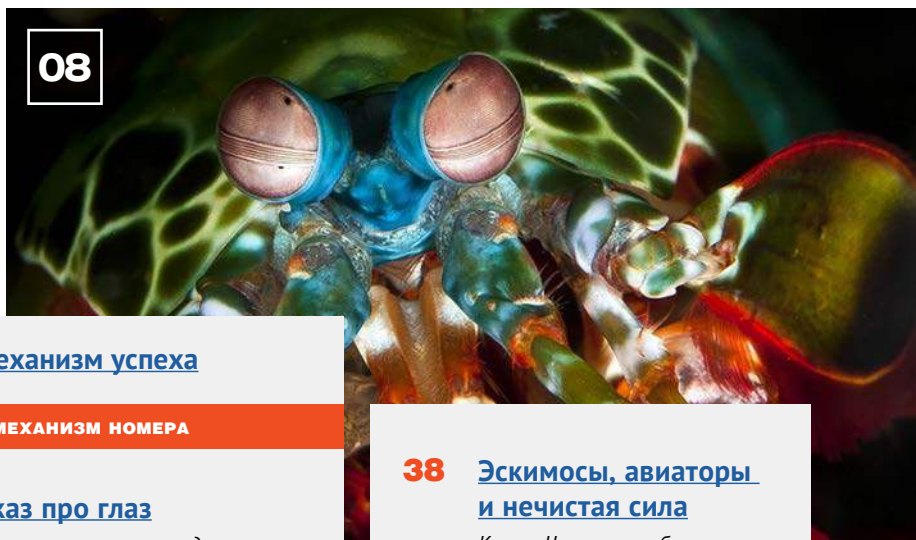 08
еханизм успеха
МЕХАНИЗМ НОМЕРА
каз про глаз
38 Эскимосы, авиаторы
и нечистая сила